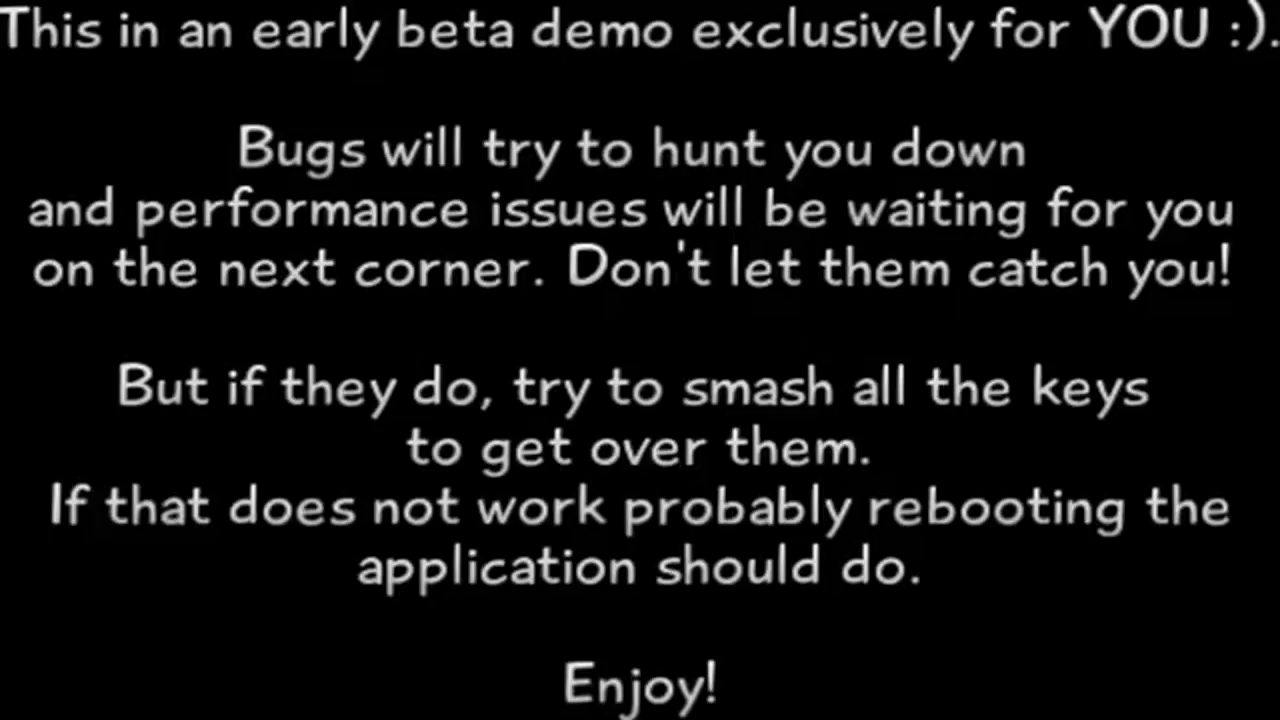 This in an early beta demo exclusively for YOU :).
Bugs will try to hunt you down
and performance issues will be waiting for you
on the next corner. Don't let them catch you!
But if they do, try to smash all the keys
to get over them.
If that does not work probably rebooting the
application should do.
Enjoy!